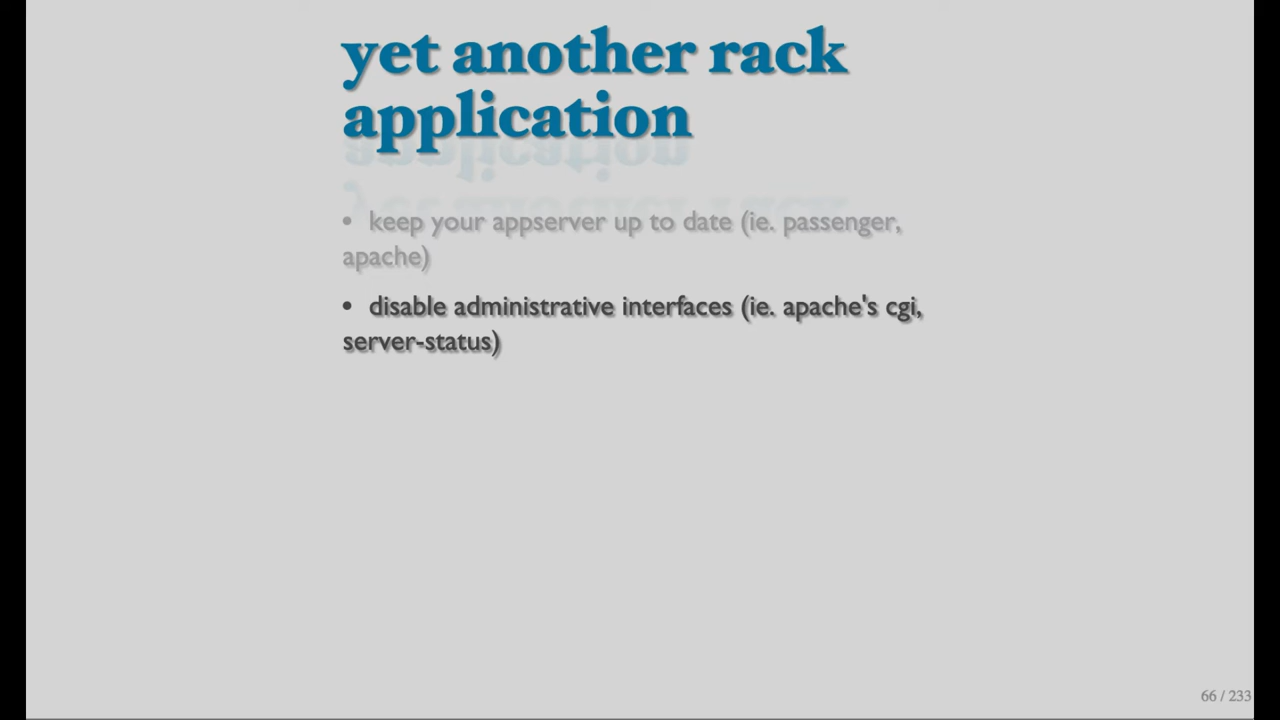 yet another rack
application
• keep your appserver up to date (ie. passenger,
apache)
• disable administrative interfaces (ie. apache's cgi,
server-status)
66 / 233